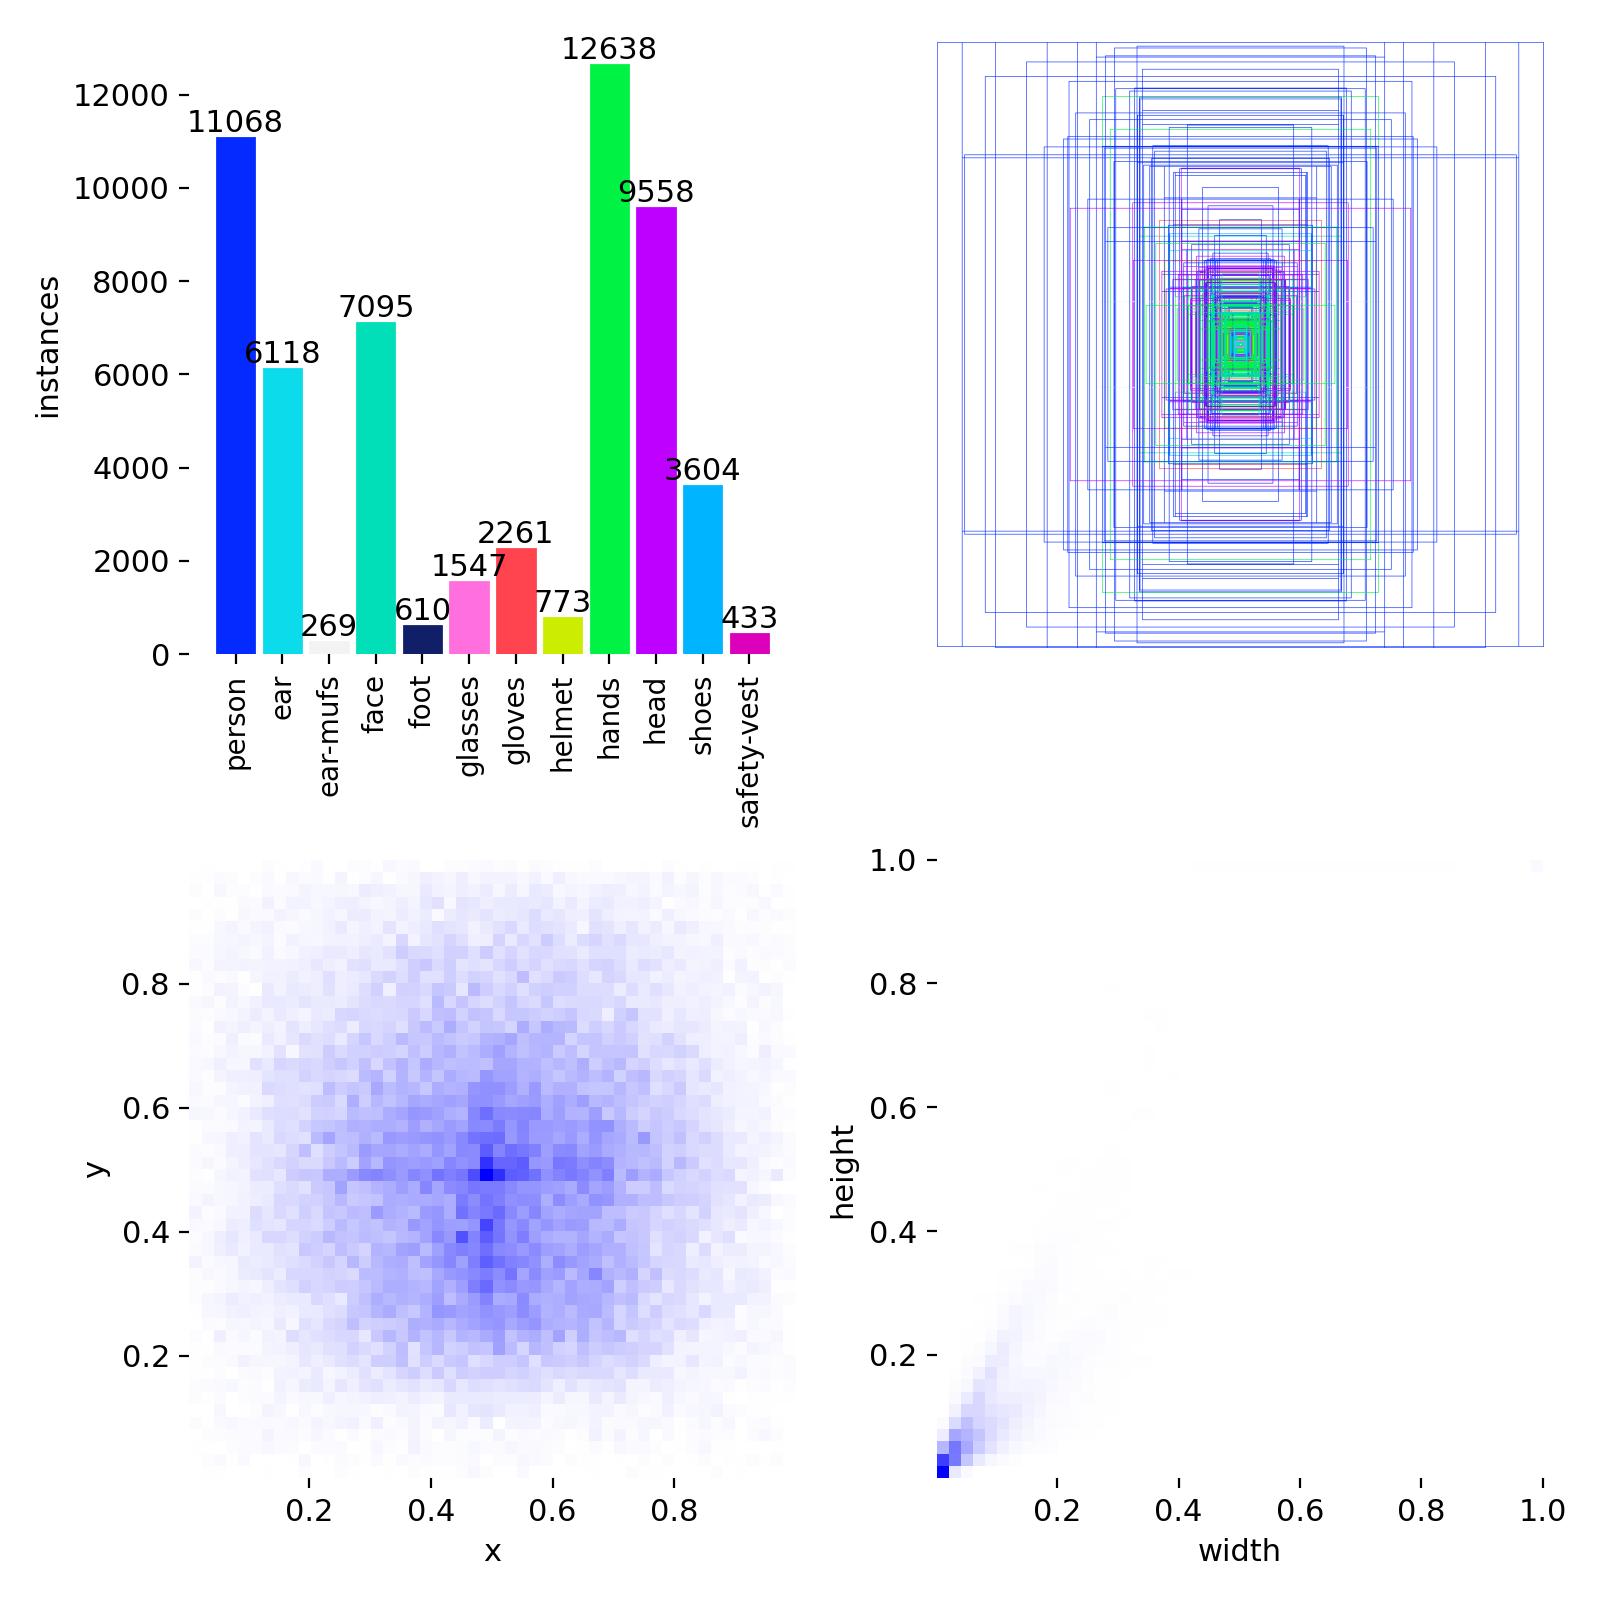 12638
12000
11068
10000
9558
8000
7095
6118
6000
4000
3604
2261
2000
1547
773
610
433
269
0
instances
person
ear
ear-mufs
face
foot
glasses
gloves
helmet
hands
head
shoes
safety-vest
0.8
0.6
0.4
0.2
y
0.2 0.4 0.6 0.8
x
1.0
0.8
0.6
0.4
0.2
height
0.2 0.4 0.6 0.8 1.0
width